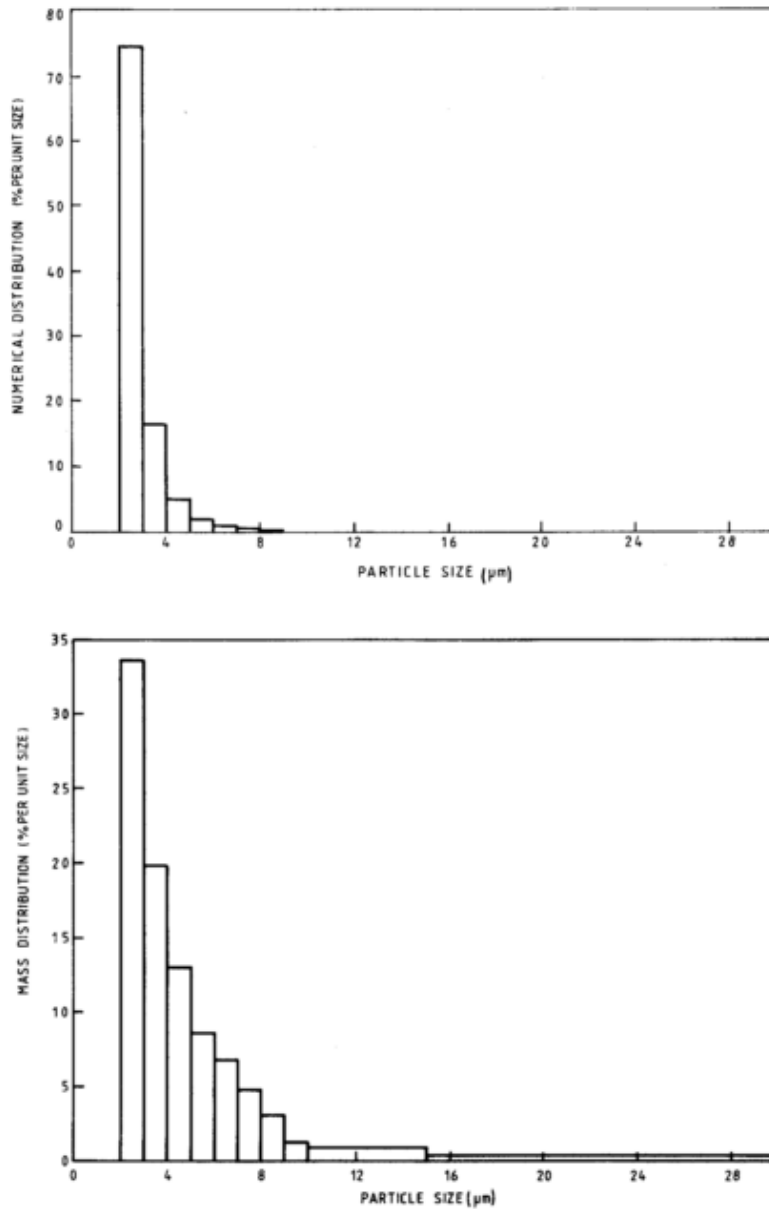 80
70
60
50
40
30
20
10
0
NUMERICAL DISTRIBUTION (% PER UNIT SIZE)
0 4 8 12 16 20 24 28
PARTICLE SIZE (μm)
35
30
25
20
15
10
5
0
MASS DISTRIBUTION (% PER UNIT SIZE)
0 4 8 12 16 20 24 28
PARTICLE SIZE (μm)